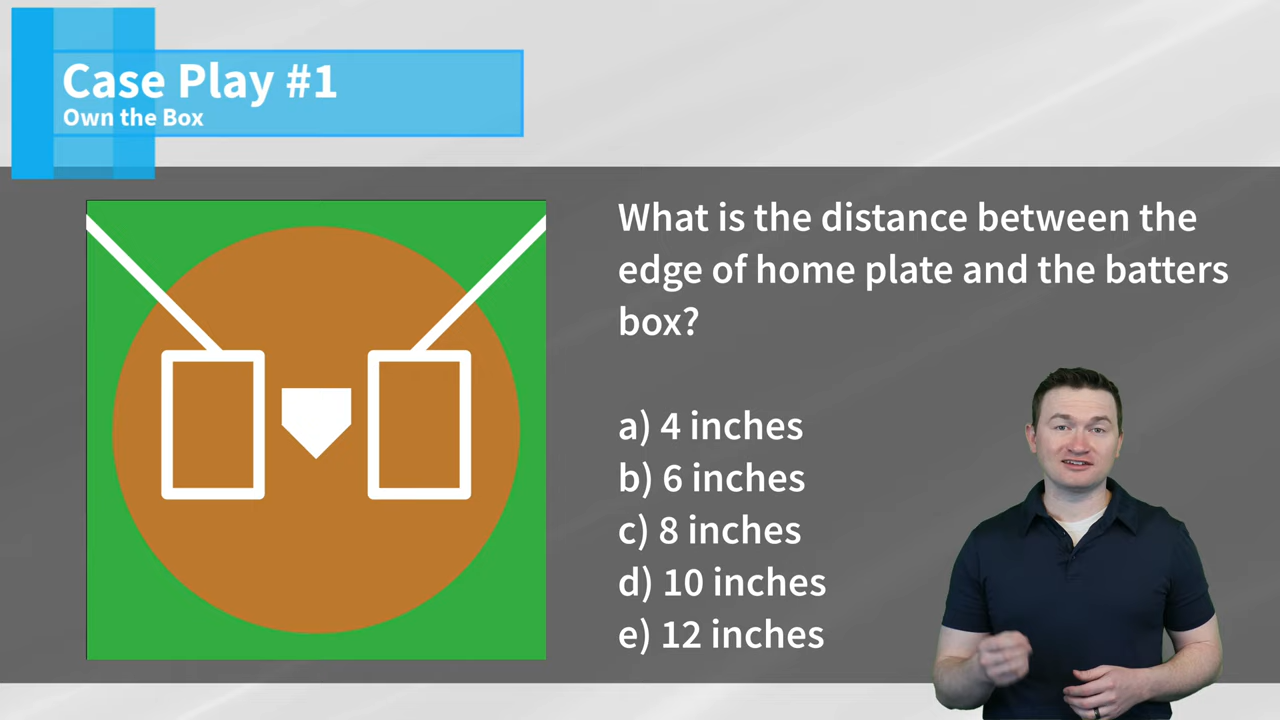 Case Play #1
Own the Box
What is the distance between the
edge of home plate and the batters
box?
a) 4 inches
b) 6 inches
c) 8 inches
d) 10 inches
e) 12 inches